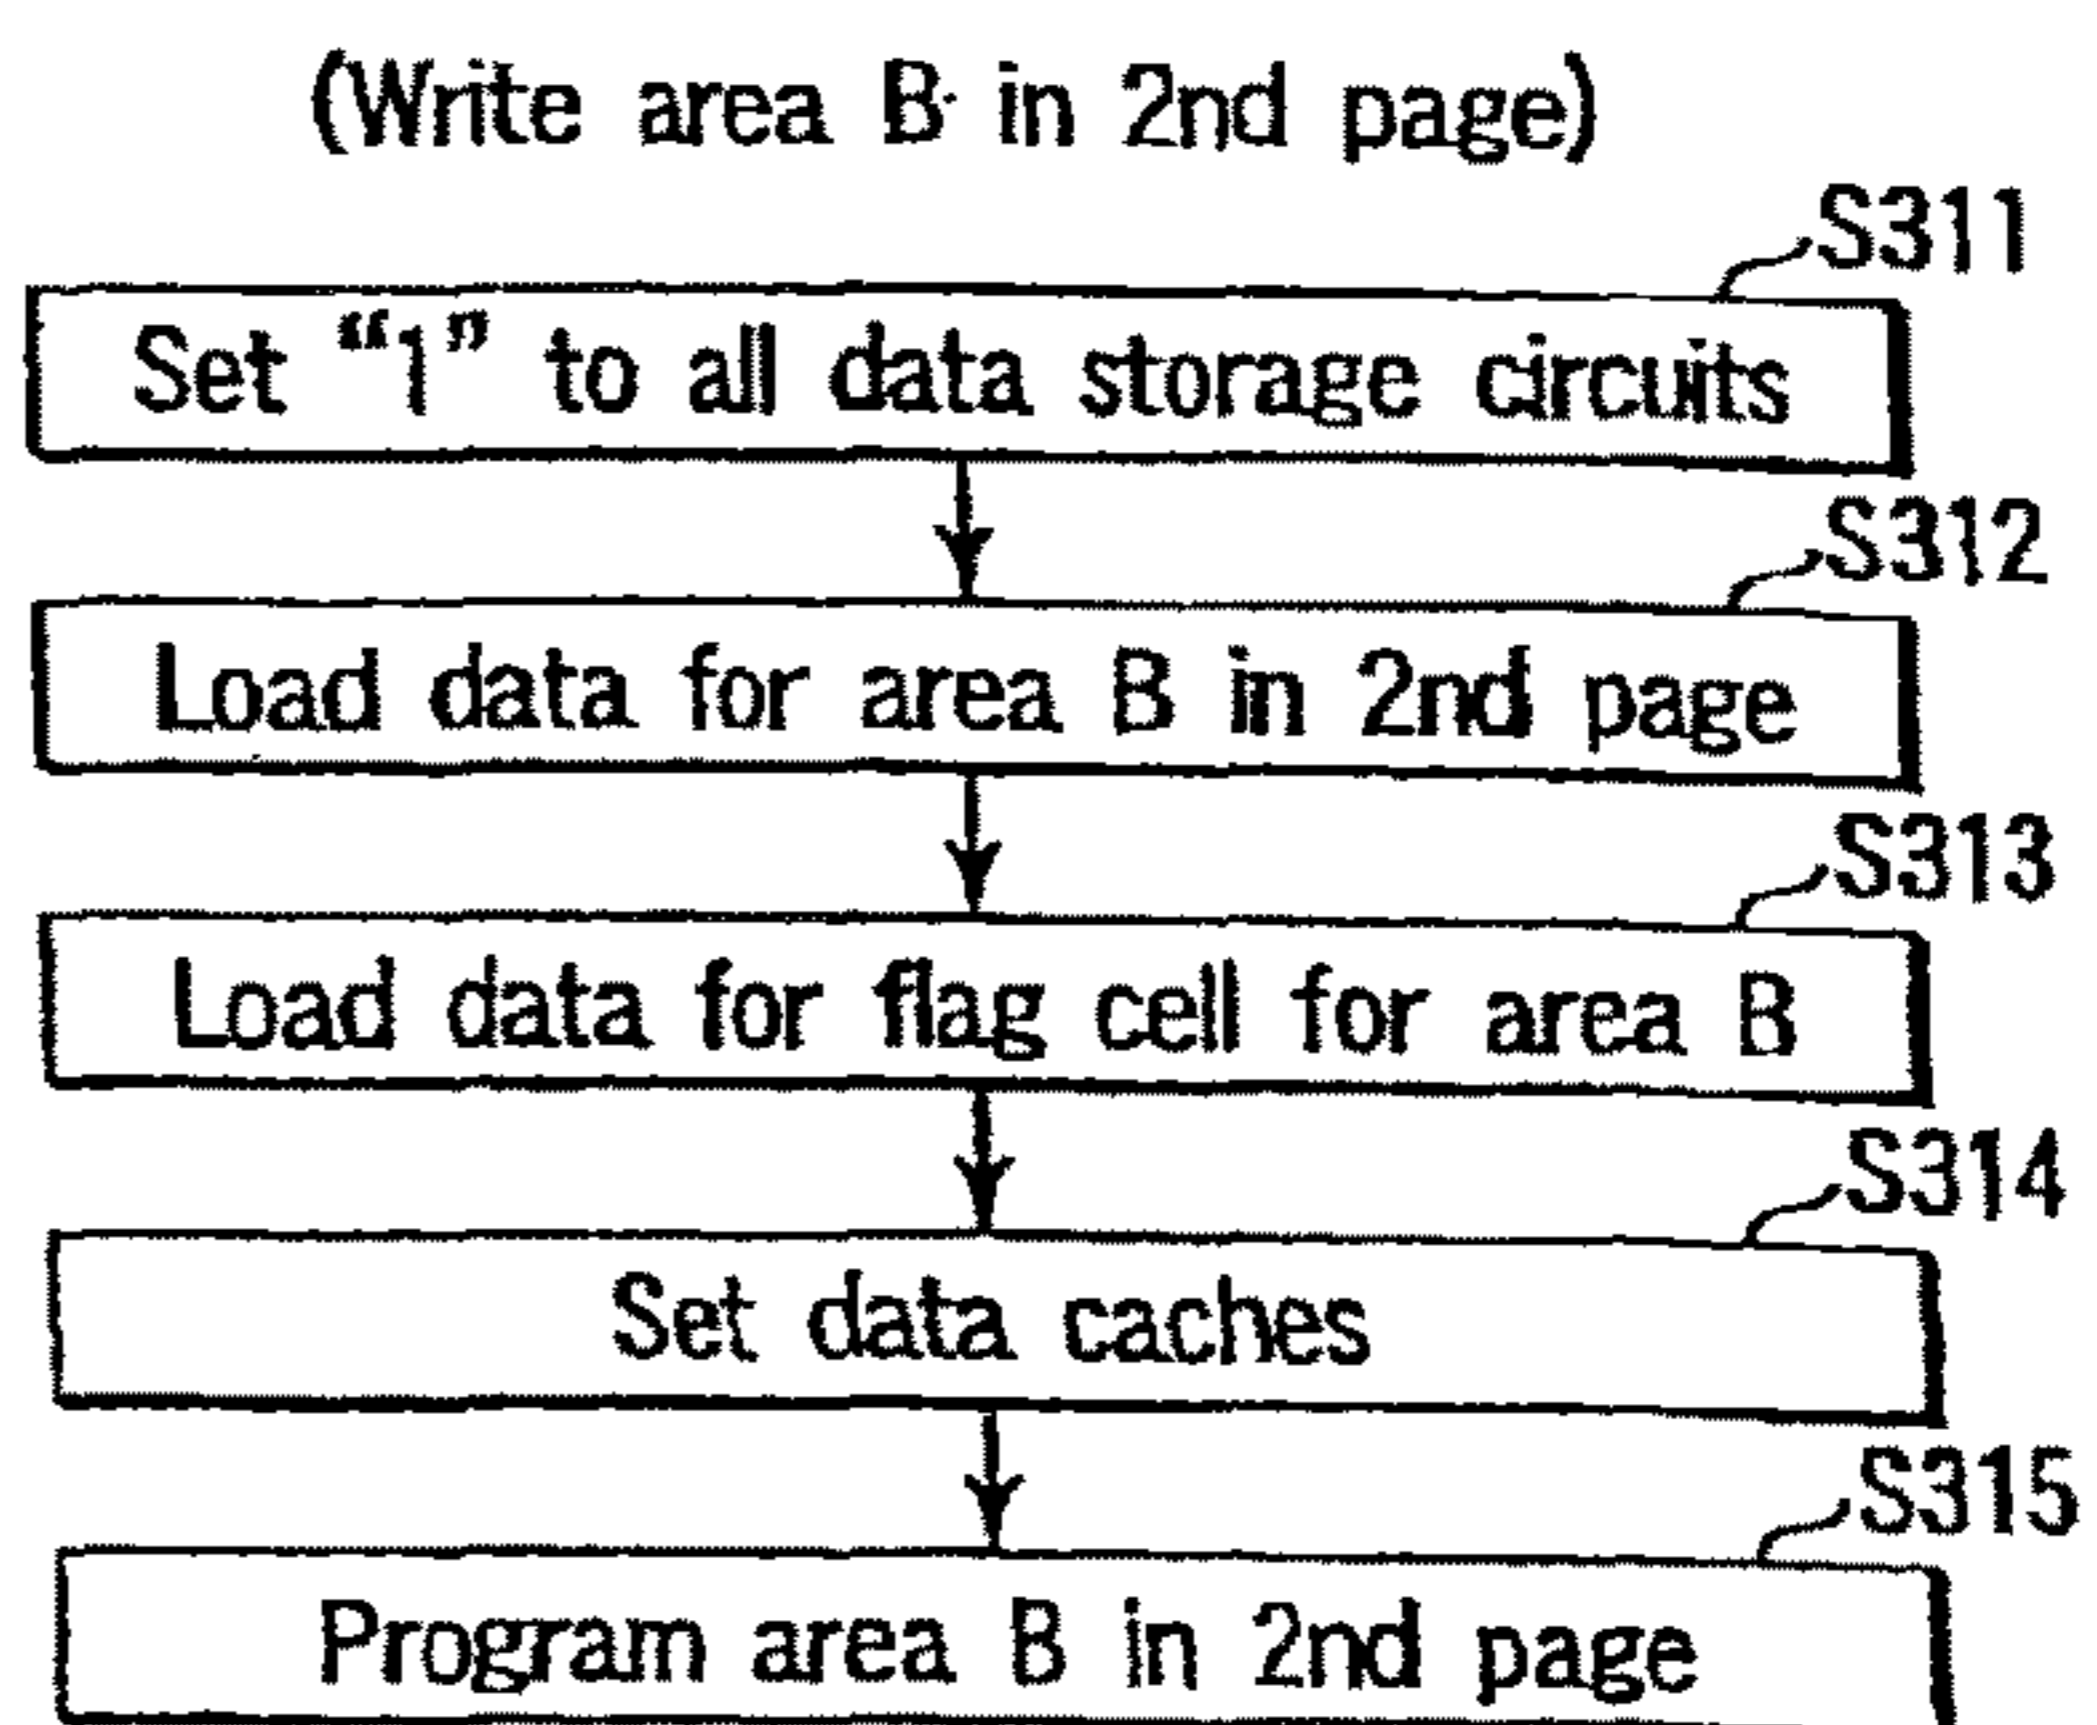 (Write area B in 2nd page)
S311
Set “1” to all data storage circuits
S312
Load data for area B in 2nd page
S313
Load data for flag cell for area B
S314
Set data caches
S315
Program area B in 2nd page